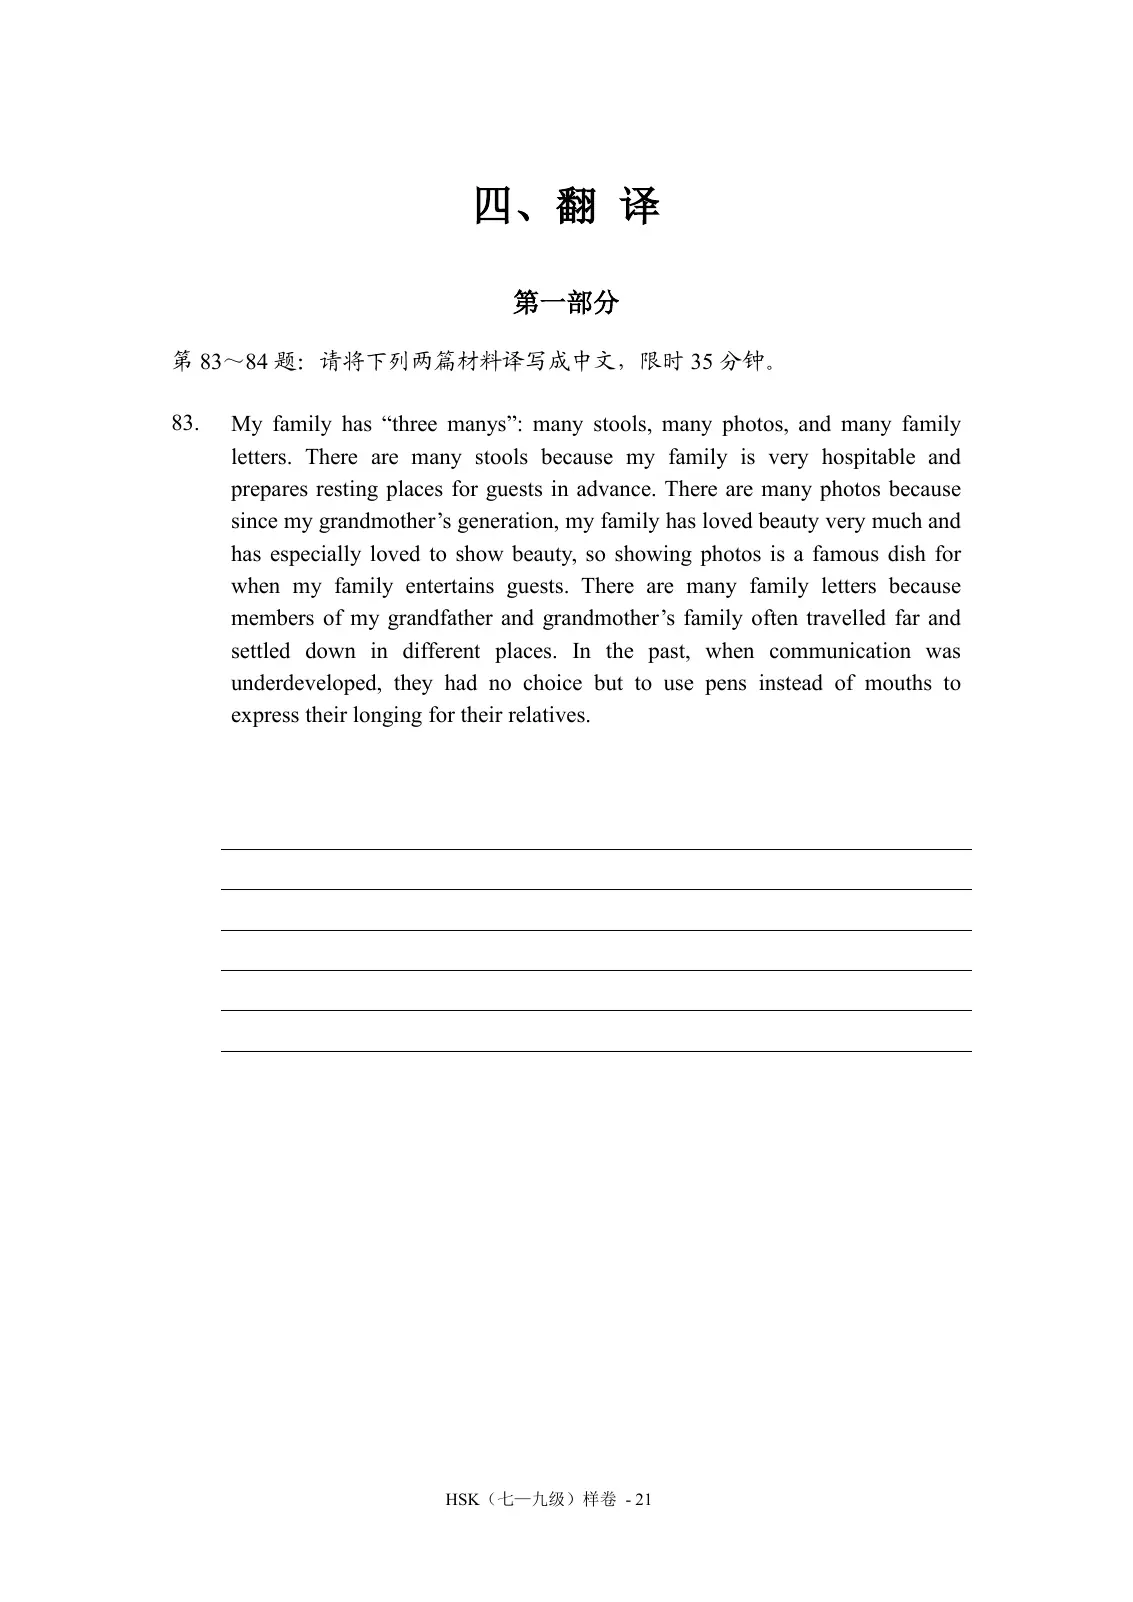 四、翻 译
第一部分
第 83～84 题：请将下列两篇材料译写成中文，限时 35 分钟。
83. My family has “three manys”: many stools, many photos, and many family
letters. There are many stools because my family is very hospitable and
prepares resting places for guests in advance. There are many photos because
since my grandmother’s generation, my family has loved beauty very much and
has especially loved to show beauty, so showing photos is a famous dish for
when my family entertains guests. There are many family letters because
members of my grandfather and grandmother’s family often travelled far and
settled down in different places. In the past, when communication was
underdeveloped, they had no choice but to use pens instead of mouths to
express their longing for their relatives.
HSK（七—九级）样卷 - 21